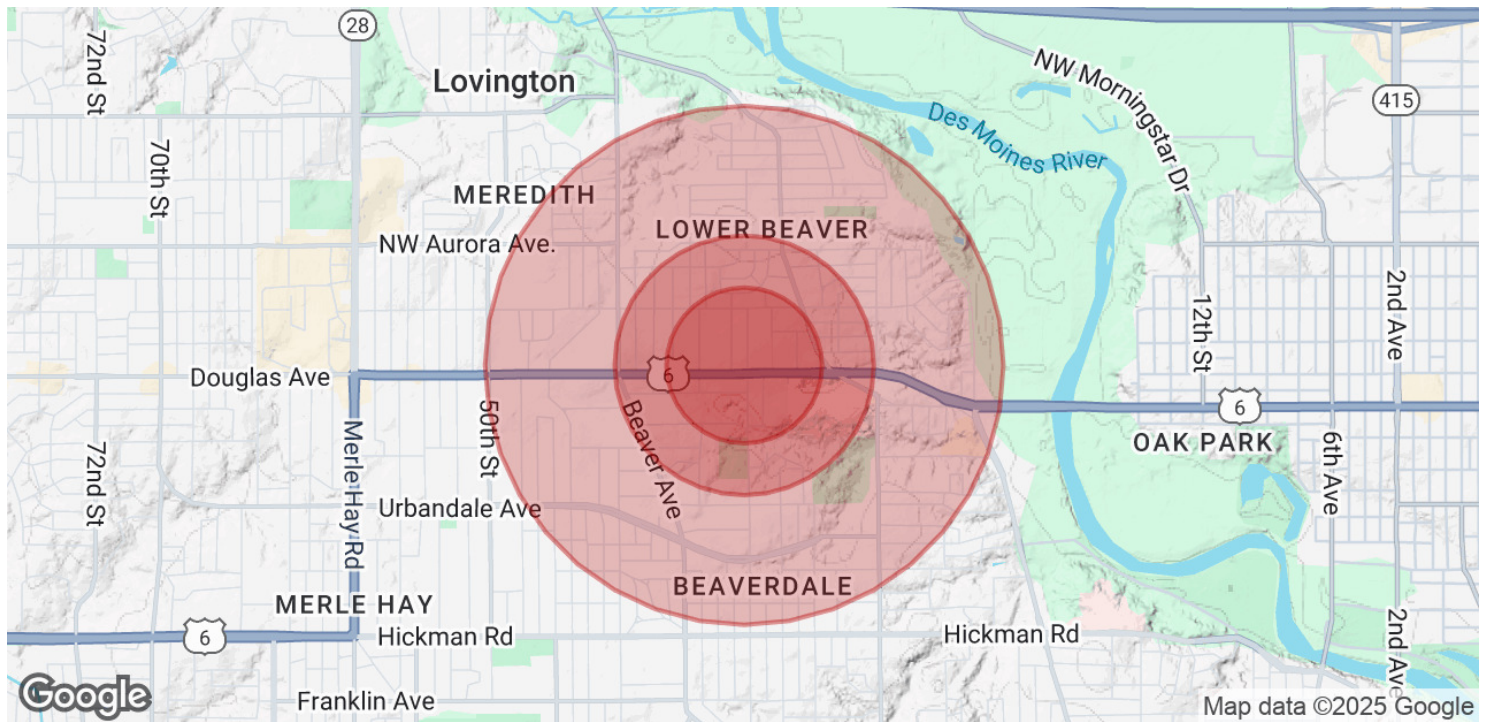 28
72nd St
Lovington
NW Morningstar Dr
415
Des Moines River
70th St
MEREDITH
LOWER BEAVER
NW Aurora Ave.
12th St
2nd Ave
Douglas Ave
6
6
50th St
Beaver Ave
Merle Hay Rd
OAK PARK
6th Ave
72nd St
Urbandale Ave
BEAVERDALE
MERLE HAY
6
Hickman Rd
Hickman Rd
2nd Ave
Franklin Ave
Google
Map data ©2025 Google